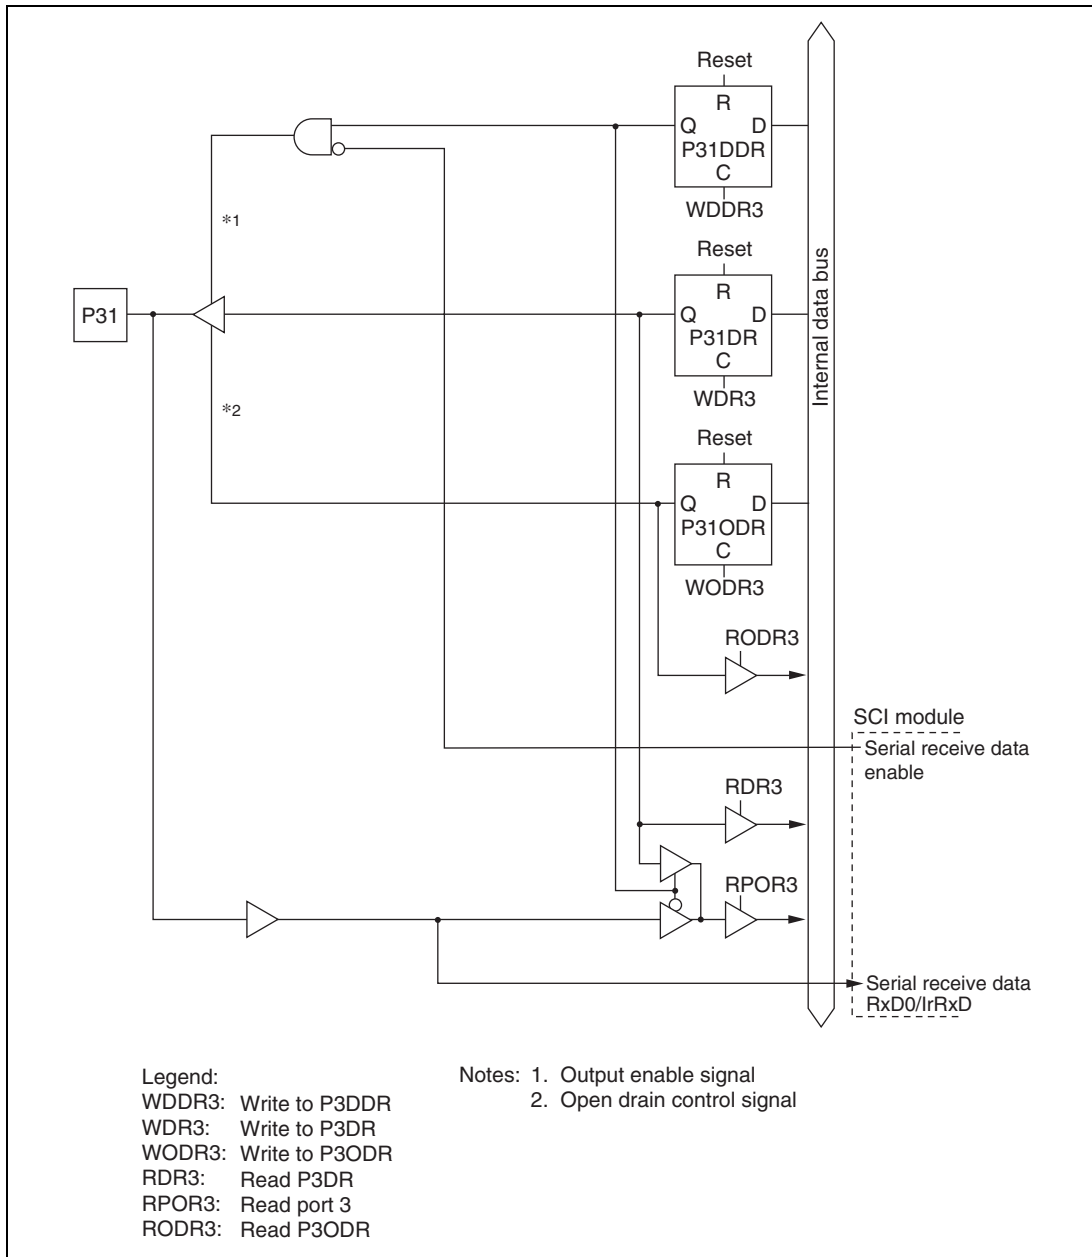 Reset
R
Q D
P31DDR
C
WDDR3
*1
Reset
R
P31
Q D
P31DR
C
WDR3
Internal data bus
*2
Reset
R
Q D
P31ODR
C
WODR3
RODR3
SCI module
Serial receive data
enable
RDR3
RPOR3
Serial receive data
RxD0/IrRxD
Legend:
WDDR3: Write to P3DDR
WDR3: Write to P3DR
WODR3: Write to P3ODR
RDR3: Read P3DR
RPOR3: Read port 3
RODR3: Read P3ODR
Notes: 1. Output enable signal
2. Open drain control signal